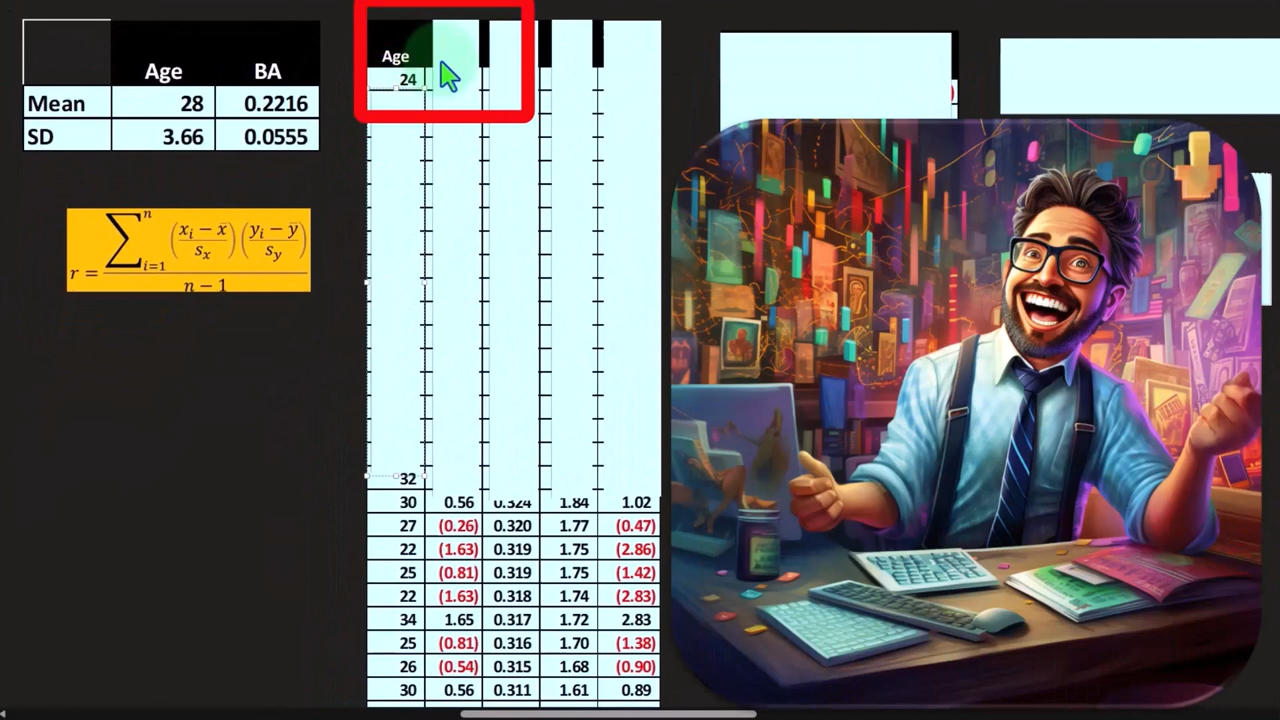 Age BA
Mean 28 0.2216
SD 3.66 0.0555
r = ∑ⁿᵢ₌₁ (xᵢ − x̄ / sₓ) (yᵢ − ȳ / s_y) / n − 1
Age
24
32
30 0.56 0.324 1.84 1.02
27 (0.26) 0.320 1.77 (0.47)
22 (1.63) 0.319 1.75 (2.86)
25 (0.81) 0.319 1.75 (1.42)
22 (1.63) 0.318 1.74 (2.83)
34 1.65 0.317 1.72 2.83
25 (0.81) 0.316 1.70 (1.38)
26 (0.54) 0.315 1.68 (0.90)
30 0.56 0.311 1.61 0.89